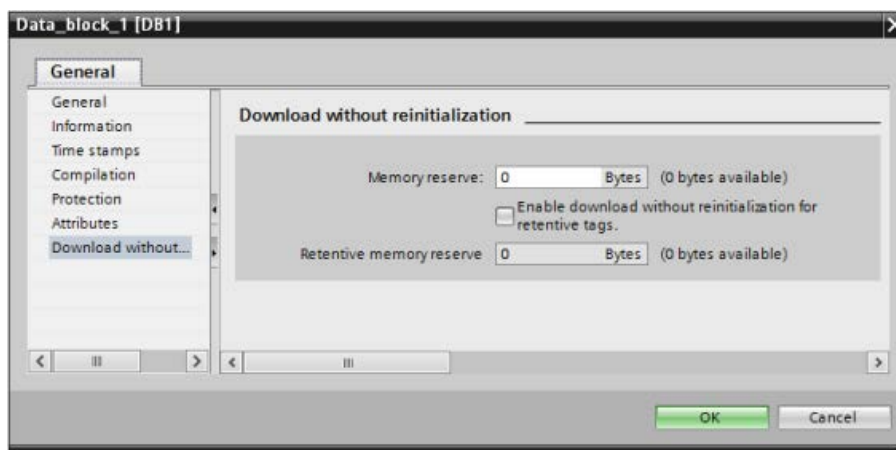 Data_block_1 [DB1]
General
General
Information
Time stamps
Compilation
Protection
Attributes
Download without...
Download without reinitialization
Memory reserve: 0 Bytes (0 bytes available)
Enable download without reinitialization for
retentive tags.
Retentive memory reserve 0 Bytes (0 bytes available)
OK Cancel